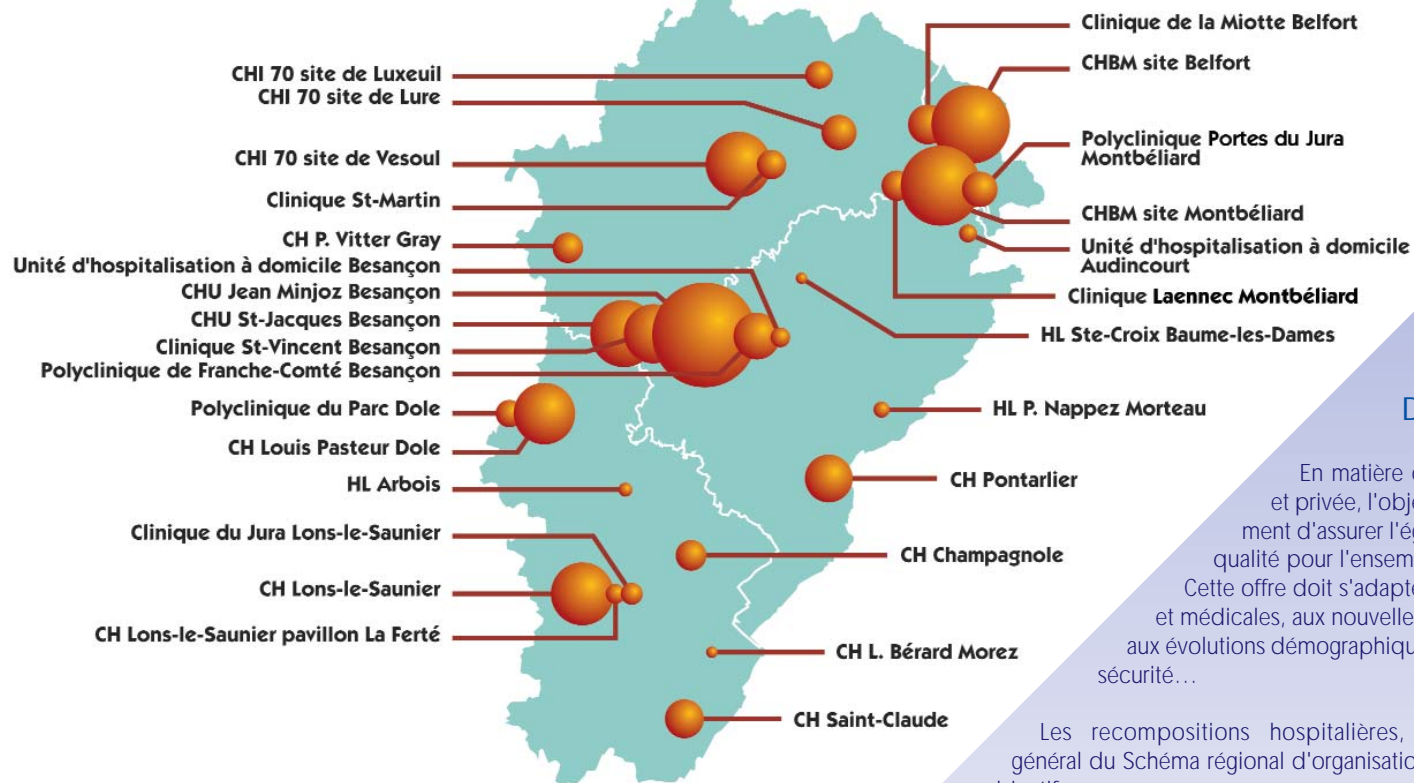 CHI 70 site de Luxeuil
CHI 70 site de Lure
CHI 70 site de Vesoul
Clinique St-Martin
CH P. Vitter Gray
Unité d'hospitalisation à domicile Besançon
CHU Jean Minjoz Besançon
CHU St-Jacques Besançon
Clinique St-Vincent Besançon
Polyclinique de Franche-Comté Besançon
Polyclinique du Parc Dole
CH Louis Pasteur Dole
HL Arbois
Clinique du Jura Lons-le-Saunier
CH Lons-le-Saunier
CH Lons-le-Saunier pavillon La Ferté
Clinique de la Miotte Belfort
CHBM site Belfort
Polyclinique Portes du Jura
Montbéliard
CHBM site Montbéliard
Unité d'hospitalisation à domicile
Audincourt
Clinique Laennec Montbéliard
HL Ste-Croix Baume-les-Dames
HL P. Nappez Morteau
CH Pontarlier
CH Champagnole
CH L. Bérard Morez
CH Saint-Claude
D
En matière
et privée, l'obje
ment d'assurer l'ég
qualité pour l'ensem
Cette offre doit s'adapte
et médicales, aux nouvelle
aux évolutions démographiqu
sécurité…
Les recompositions hospitalières,
général du Schéma régional d'organisatio